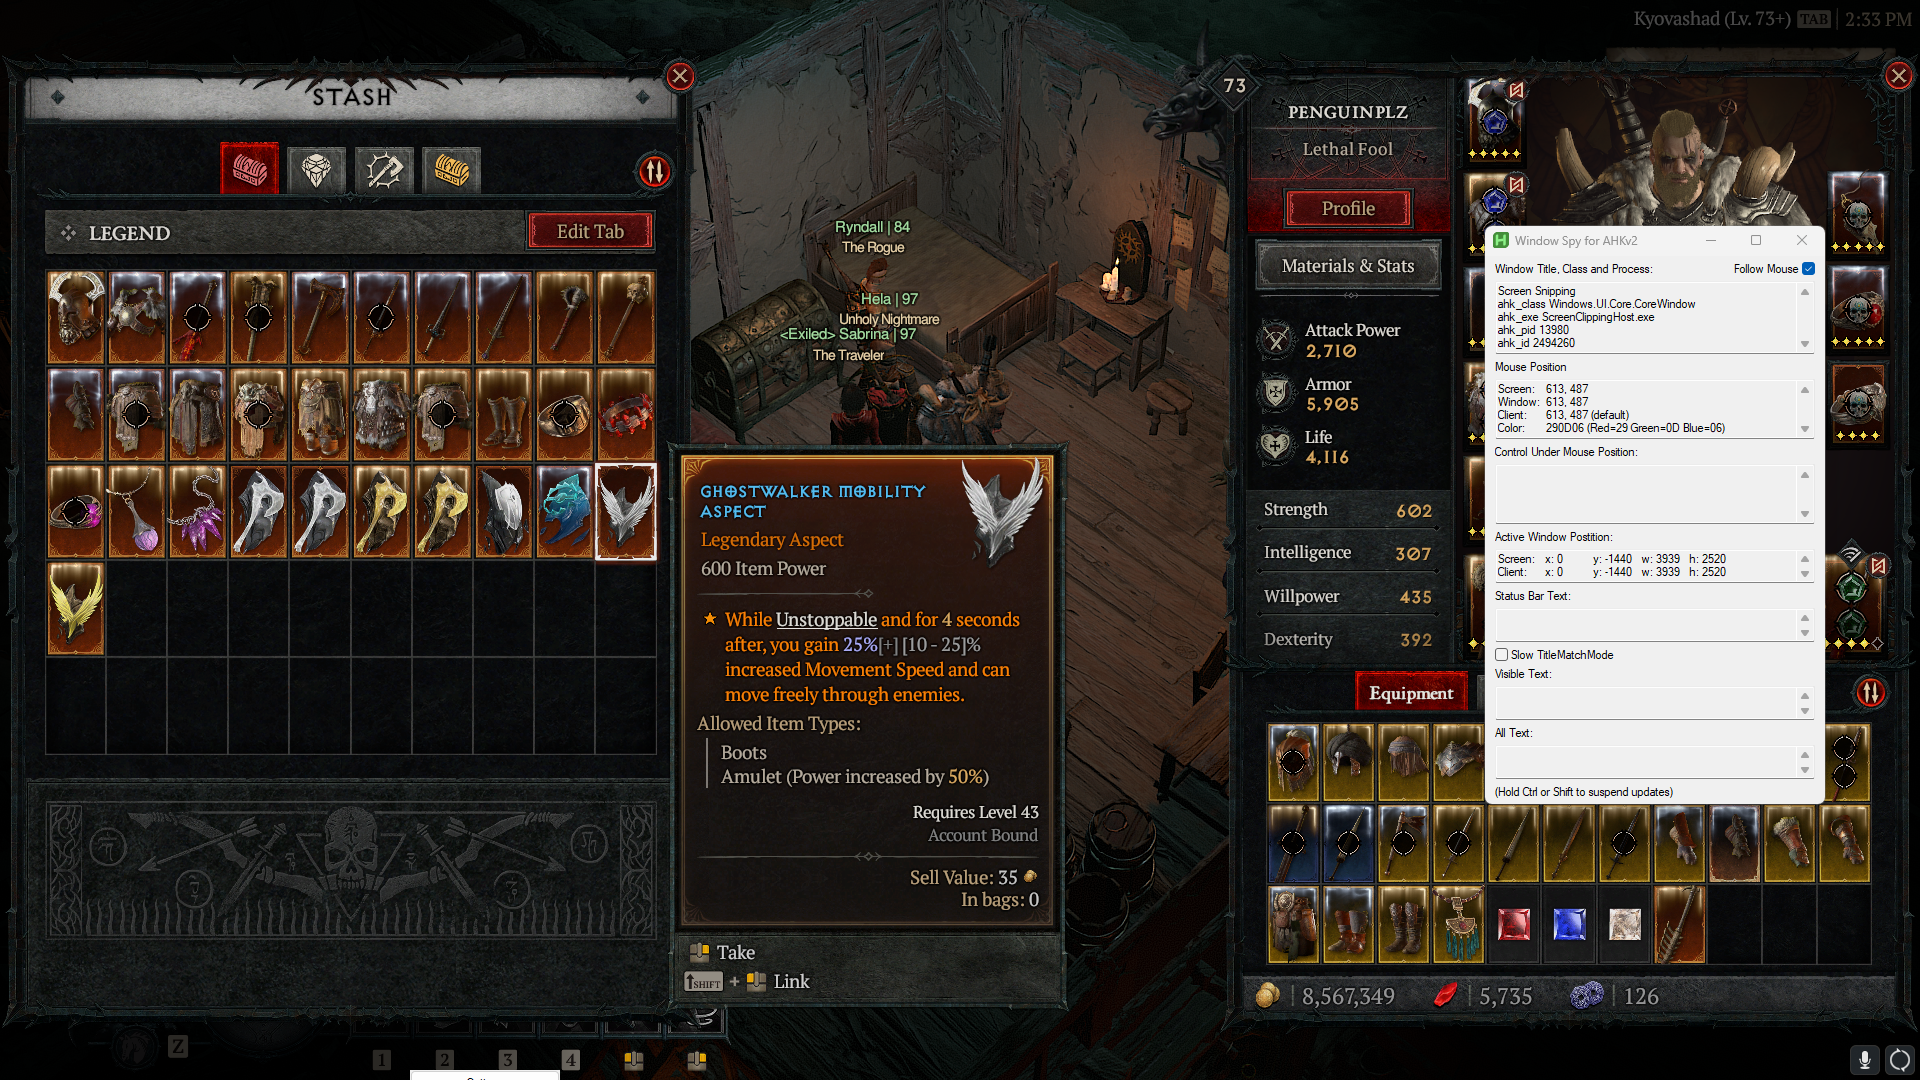 Kyovashad (Lv. 73+) TAB 2:33 PM
STASH
LEGEND
Edit Tab
Ryndall | 84
The Rogue
Hela | 97
Unholy Nightmare
<Exiled> Sabrina | 97
The Traveler
GHOSTWALKER MOBILITY
ASPECT
Legendary Aspect
600 Item Power
While Unstoppable and for 4 seconds
after, you gain 25%[+] [10 - 25]%
increased Movement Speed and can
move freely through enemies.
Allowed Item Types:
Boots
Amulet (Power increased by 50%)
Requires Level 43
Account Bound
Sell Value: 35
In bags: 0
Take
SHIFT + Link
Z
1
2
3
4
73
PENGUINPLZ
Lethal Fool
Profile
Materials & Stats
Attack Power
2,710
Armor
5,905
Life
4,116
Strength 602
Intelligence 307
Willpower 435
Dexterity 392
Equipment
8,567,349
5,735
126
Window Spy for AHKv2
Window Title, Class and Process:
Follow Mouse
Screen Snipping
ahk_class Windows.UI.Core.CoreWindow
ahk_exe ScreenClippingHost.exe
ahk_pid 13980
ahk_id 2494260
Mouse Position
Screen: 613, 487
Window: 613, 487
Client: 613, 487 (default)
Color: 290D06 (Red=29 Green=0D Blue=06)
Control Under Mouse Position:
Active Window Postition:
Screen: x: 0 y: -1440 w: 3939 h: 2520
Client: x: 0 y: -1440 w: 3939 h: 2520
Status Bar Text:
Slow TitleMatchMode
Visible Text:
All Text:
(Hold Ctrl or Shift to suspend updates)